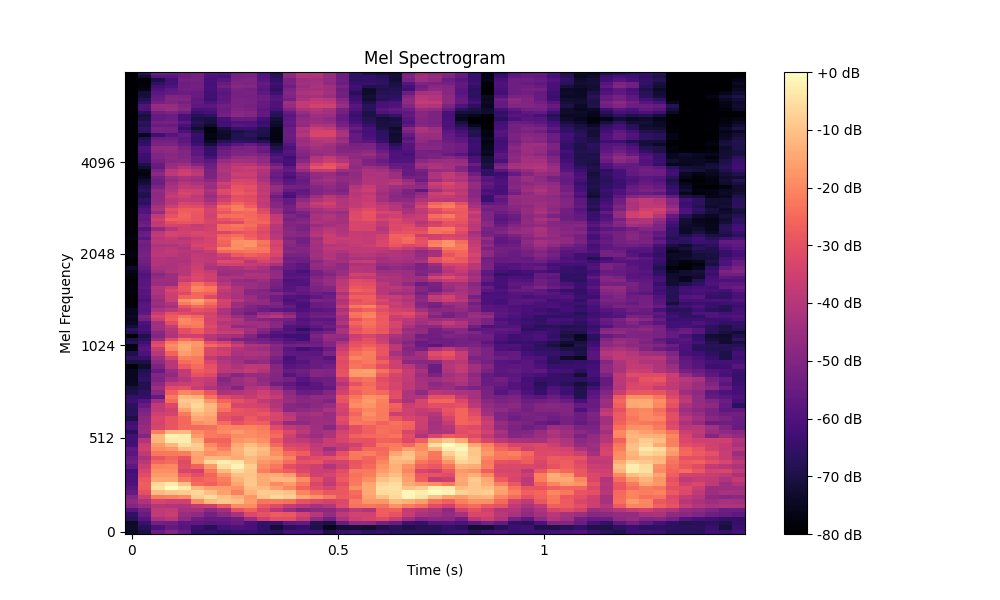 Mel Spectrogram
Mel Frequency
4096
2048
1024
512
0
0
0.5
1
Time (s)
+0 dB
-10 dB
-20 dB
-30 dB
-40 dB
-50 dB
-60 dB
-70 dB
-80 dB